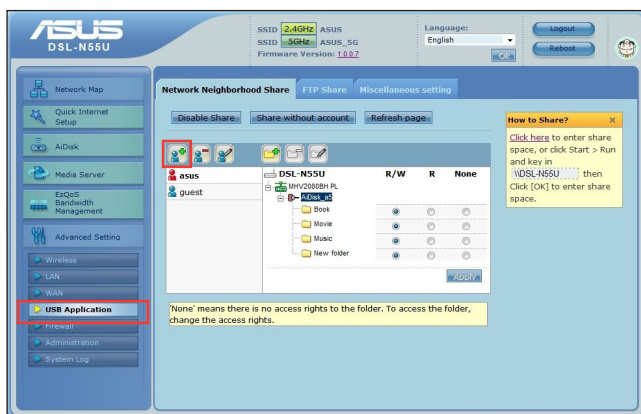 ASUS
DSL-N55U
SSID 2.4GHz ASUS
SSID 5GHz ASUS_5G
Firmware Version: 1.0.0.7
Language:
English
OK
Logout
Reboot
Network Map
Quick Internet
Setup
AiDisk
Media Server
EzQoS
Bandwidth
Management
Advanced Setting
Wireless
LAN
WAN
USB Application
Firewall
Administration
System Log
Network Neighborhood Share
FTP Share
Miscellaneous setting
Disable Share
Share without account
Refresh page
asus
guest
DSL-N55U R/W R None
MHV2080BH PL
AiDisk_a5
Book
Movie
Music
New folder
Apply
'None' means there is no access rights to the folder. To access the folder,
change the access rights.
How to Share? X
Click here to enter share
space, or click Start > Run
and key in
\\DSL-N55U then
Click [OK] to enter share
space.